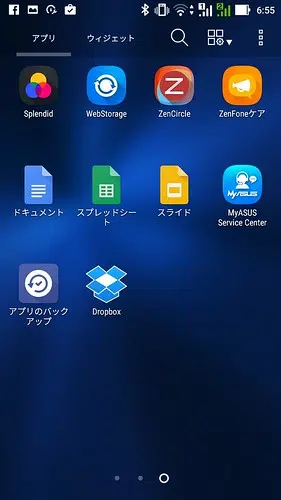 6:55
アプリ ウィジェット
Splendid WebStorage ZenCircle ZenFoneケア
ドキュメント スプレッドシー スライド MyASUS
ト Service Center
アプリのバック Dropbox
アップ